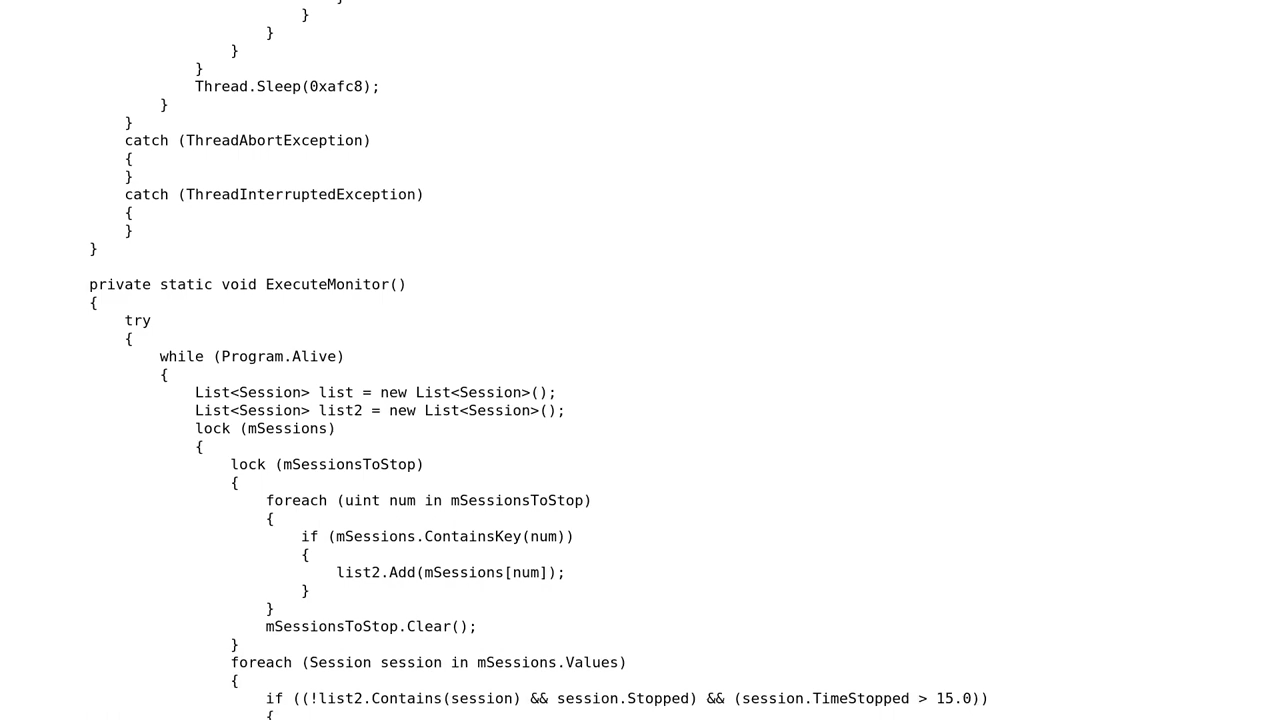 }
}
}
}
Thread.Sleep(0xafc8);
}
}
catch (ThreadAbortException)
{
}
catch (ThreadInterruptedException)
{
}
}
private static void ExecuteMonitor()
{
try
{
while (Program.Alive)
{
List<Session> list = new List<Session>();
List<Session> list2 = new List<Session>();
lock (mSessions)
{
lock (mSessionsToStop)
{
foreach (uint num in mSessionsToStop)
{
if (mSessions.ContainsKey(num))
{
list2.Add(mSessions[num]);
}
}
mSessionsToStop.Clear();
}
foreach (Session session in mSessions.Values)
{
if ((!list2.Contains(session) && session.Stopped) && (session.TimeStopped > 15.0))
{